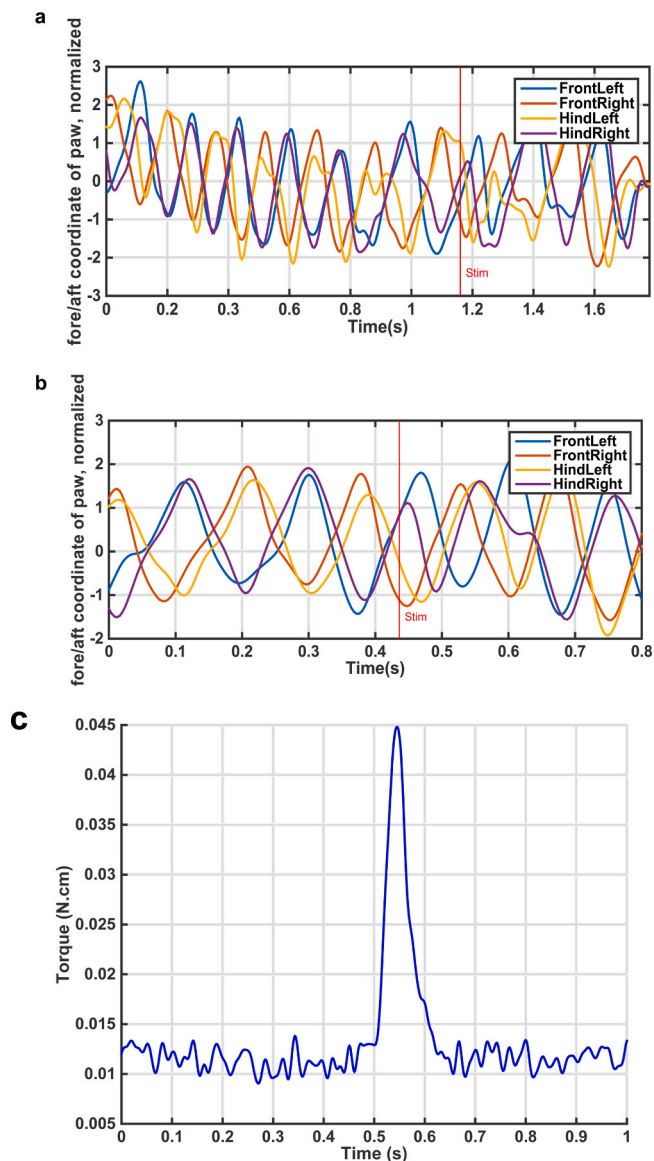 a
fore/aft coordinate of paw, normalized
3
2
1
0
-1
-2
-3
FrontLeft
FrontRight
HindLeft
HindRight
Stim
0 0.2 0.3 0.6 0.8 1 1.2 1.4 1.6
Time(s)
b
fore/aft coordinate of paw, normalized
3
2
1
0
-1
-2
FrontLeft
FrontRight
HindLeft
HindRight
Stim
0 0.1 0.2 0.3 0.4 0.5 0.6 0.7 0.8
Time(s)
c
Torque (N.cm)
0.045
0.04
0.035
0.03
0.025
0.02
0.015
0.01
0.005
0 0.1 0.2 0.3 0.4 0.5 0.6 0.7 0.8 0.9 1
Time (s)